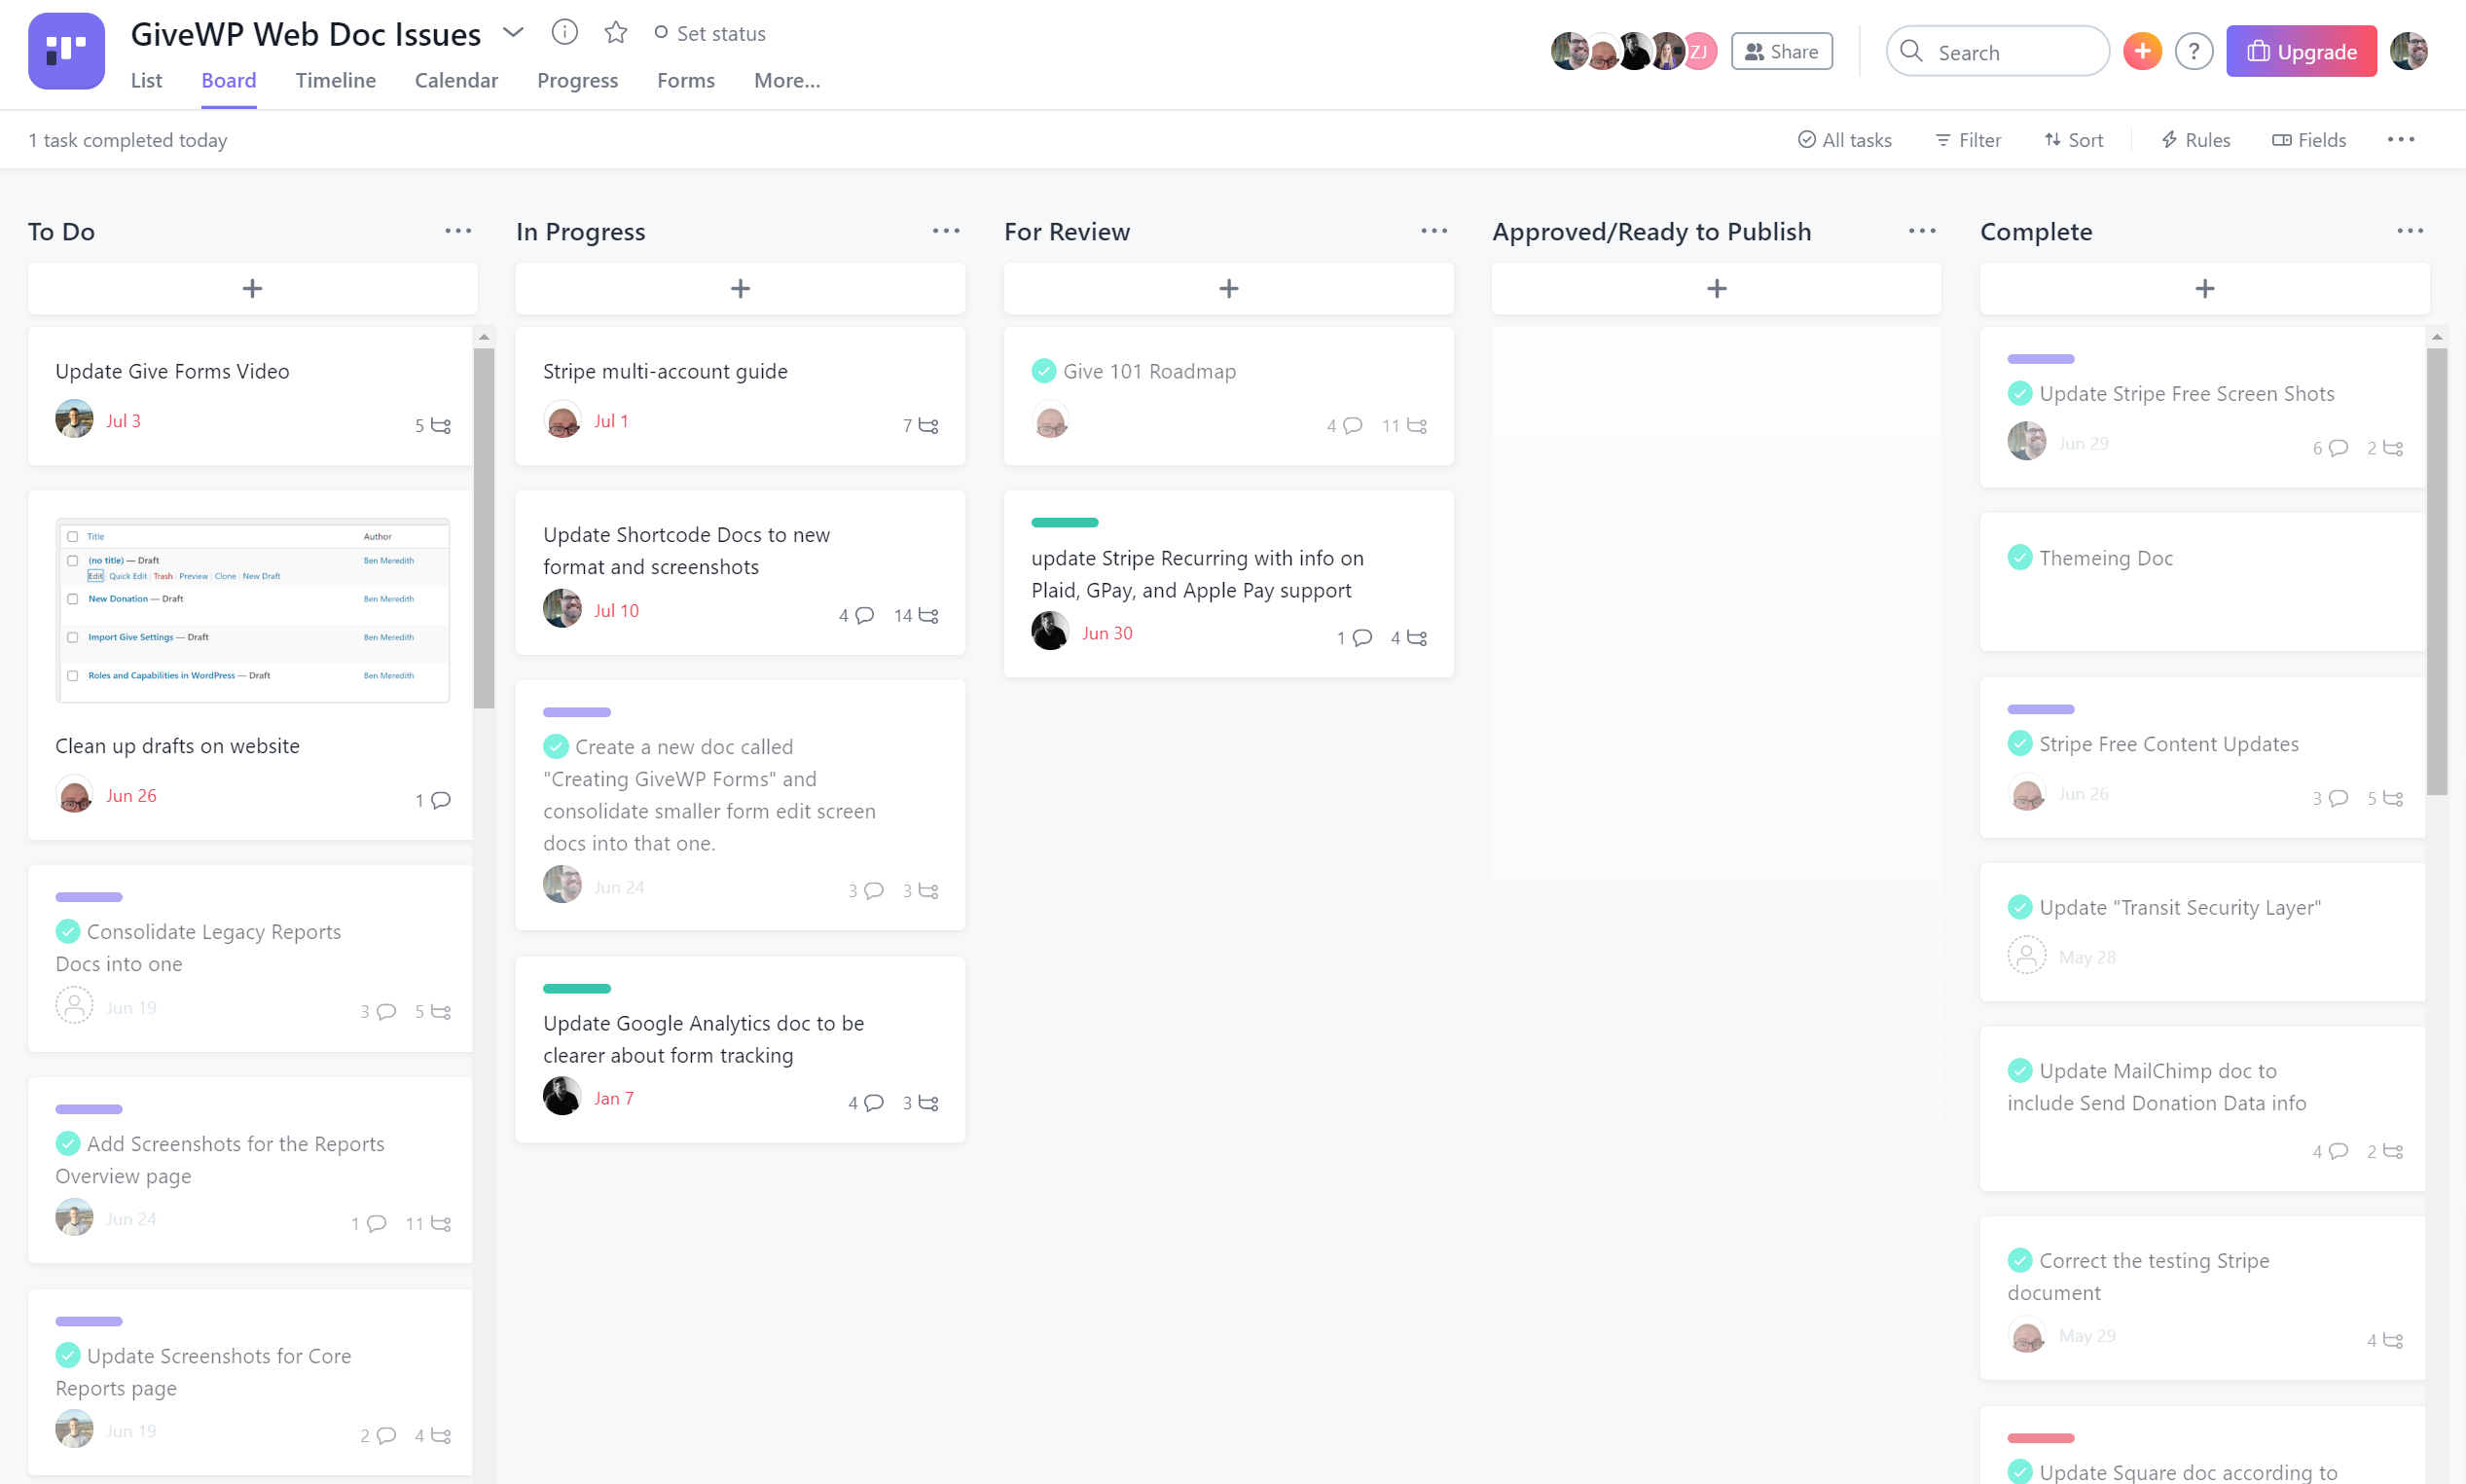 GiveWP Web Doc Issues
Set status
List
Board
Timeline
Calendar
Progress
Forms
More...
ZJ
Share
Search
Upgrade
1 task completed today
All tasks
Filter
Sort
Rules
Fields
To Do
Update Give Forms Video
Jul 3
5
Title
Author
(no title) — Draft
Ben Meredith
Edit | Quick Edit | Trash | Preview | Clone | New Draft
New Donation — Draft
Ben Meredith
Import Give Settings — Draft
Ben Meredith
Roles and Capabilities in WordPress — Draft
Ben Meredith
Clean up drafts on website
Jun 26
1
Consolidate Legacy Reports
Docs into one
Jun 19
3
5
Add Screenshots for the Reports
Overview page
Jun 24
1
11
Update Screenshots for Core
Reports page
Jun 19
2
4
In Progress
Stripe multi-account guide
Jul 1
7
Update Shortcode Docs to new
format and screenshots
Jul 10
4
14
Create a new doc called
"Creating GiveWP Forms" and
consolidate smaller form edit screen
docs into that one.
Jun 24
3
3
Update Google Analytics doc to be
clearer about form tracking
Jan 7
4
3
For Review
Give 101 Roadmap
4
11
update Stripe Recurring with info on
Plaid, GPay, and Apple Pay support
Jun 30
1
4
Approved/Ready to Publish
Complete
Update Stripe Free Screen Shots
Jun 29
6
2
Themeing Doc
Stripe Free Content Updates
Jun 26
3
5
Update "Transit Security Layer"
May 28
Update MailChimp doc to
include Send Donation Data info
4
2
Correct the testing Stripe
document
May 29
4
Update Square doc according to